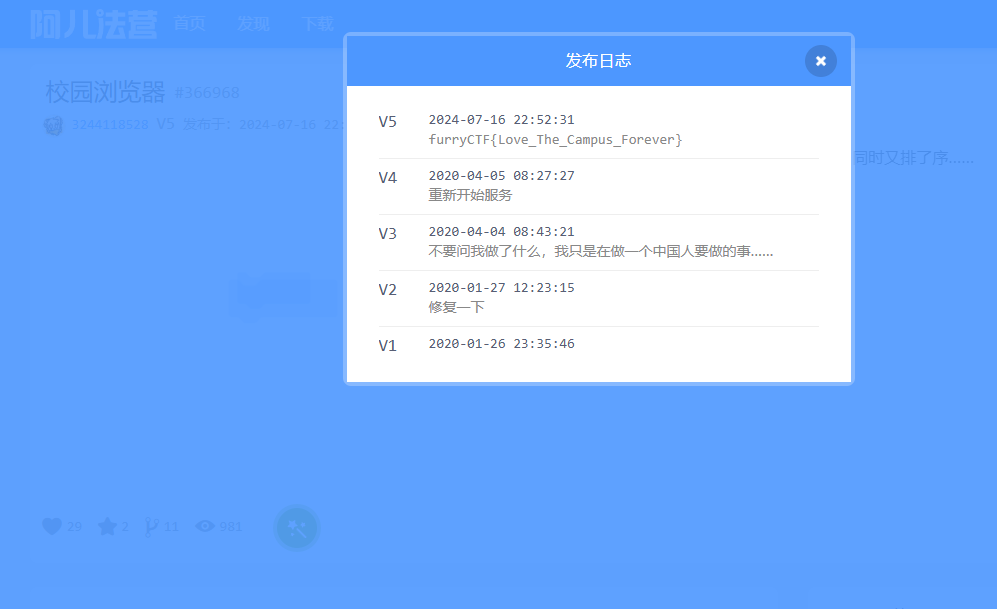 阿儿法营 首页 发现 下载
校园浏览器 #366968
3244118528 V5 发布于: 2024-07-16 22:
同时又排了序……
发布日志
V5 2024-07-16 22:52:31
furryCTF{Love_The_Campus_Forever}
V4 2020-04-05 08:27:27
重新开始服务
V3 2020-04-04 08:43:21
不要问我做了什么，我只是在做一个中国人要做的事……
V2 2020-01-27 12:23:15
修复一下
V1 2020-01-26 23:35:46
29 2 11 981